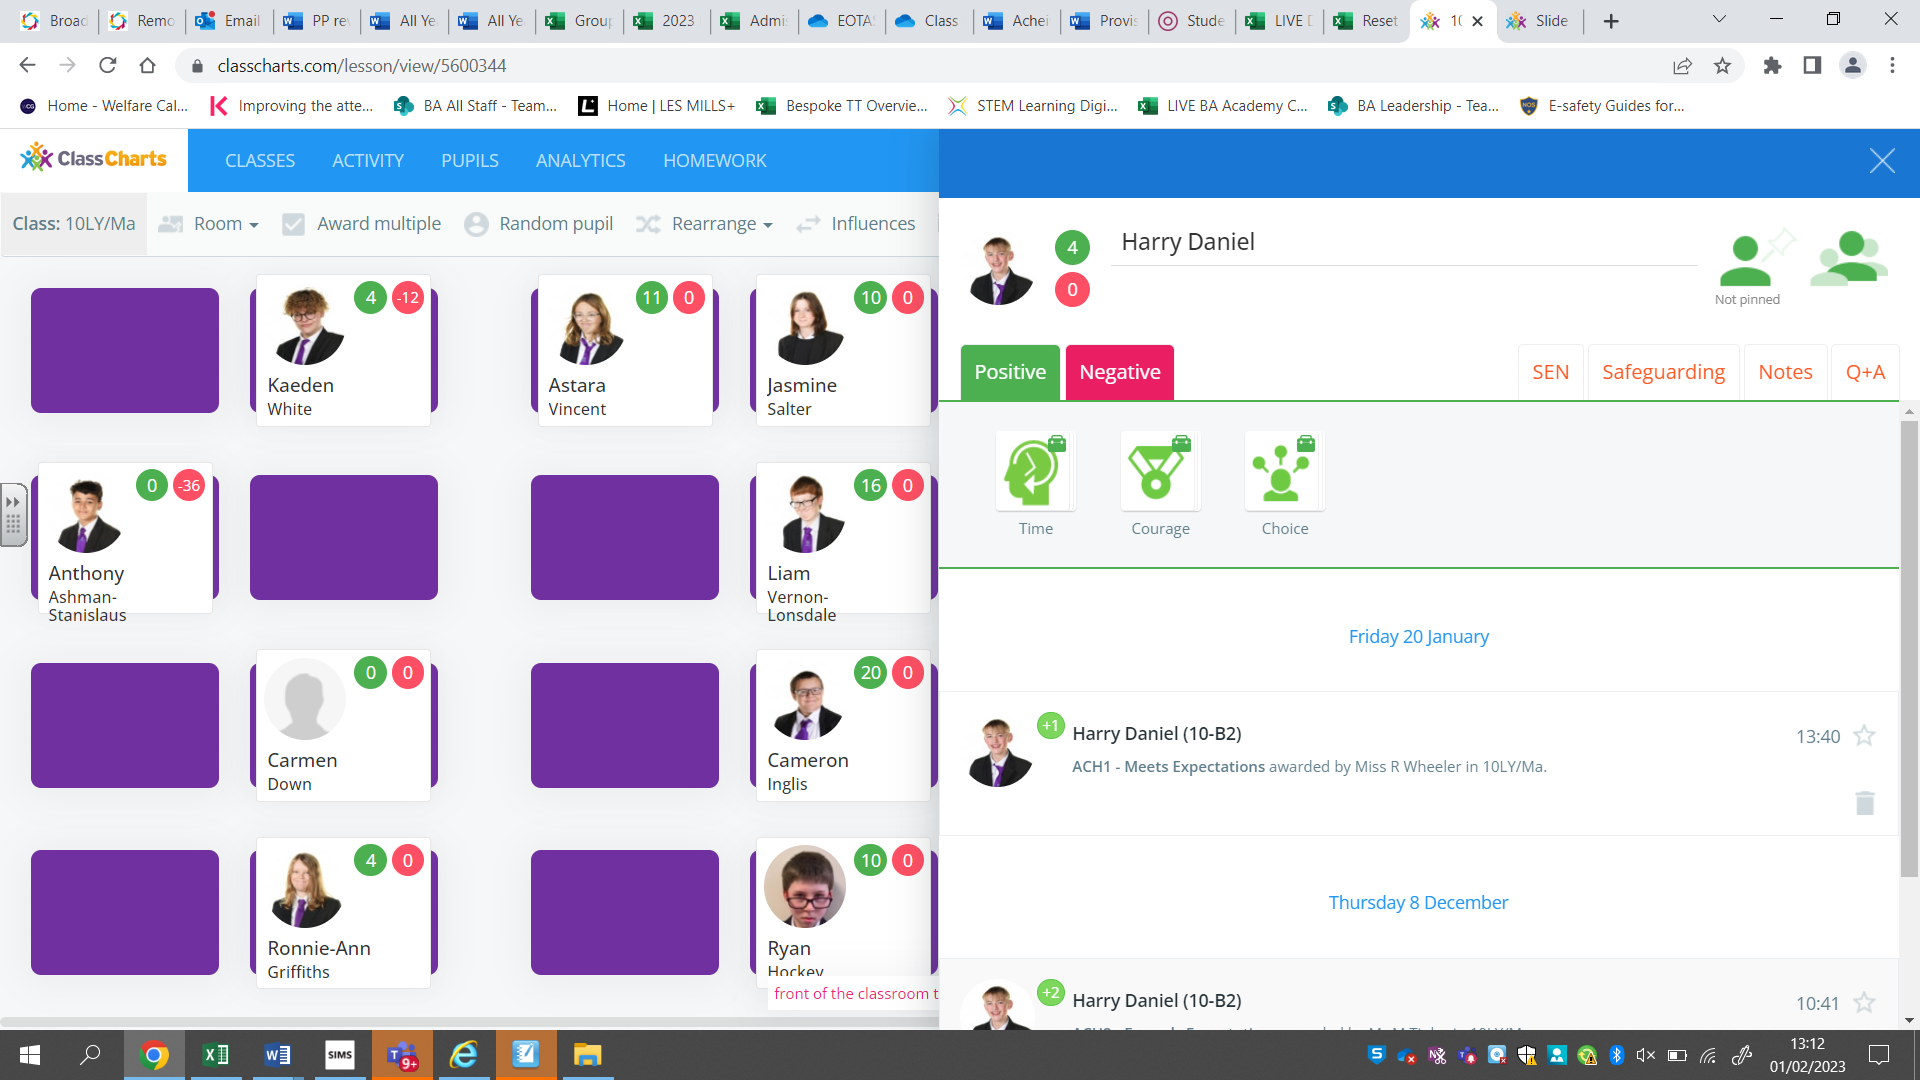 Broad
Remo
Email
PP rev
All Ye
All Ye
Group
2023
Admi
EOTAS
Class
Achei
Provis
Stude
LIVE D
Reset
10
Slide
classcharts.com/lesson/view/5600344
Home - Welfare Cal...
Improving the atte...
BA All Staff - Team...
Home | LES MILLS+
Bespoke TT Overvie...
STEM Learning Digi...
LIVE BA Academy C...
BA Leadership - Tea...
E-safety Guides for...
ClassCharts
CLASSES
ACTIVITY
PUPILS
ANALYTICS
HOMEWORK
Class: 10LY/Ma
Room
Award multiple
Random pupil
Rearrange
Influences
4 -12
Kaeden
White
11 0
Astara
Vincent
10 0
Jasmine
Salter
0 -36
Anthony
Ashman-
Stanislaus
16 0
Liam
Vernon-
Lonsdale
0 0
Carmen
Down
20 0
Cameron
Inglis
4 0
Ronnie-Ann
Griffiths
10 0
Ryan
Hockey
front of the classroom t
4
0
Harry Daniel
Not pinned
Positive
Negative
SEN
Safeguarding
Notes
Q+A
Time
Courage
Choice
Friday 20 January
+1
Harry Daniel (10-B2)
13:40
ACH1 - Meets Expectations awarded by Miss R Wheeler in 10LY/Ma.
Thursday 8 December
+2
Harry Daniel (10-B2)
10:41
SIMS
9+
13:12
01/02/2023